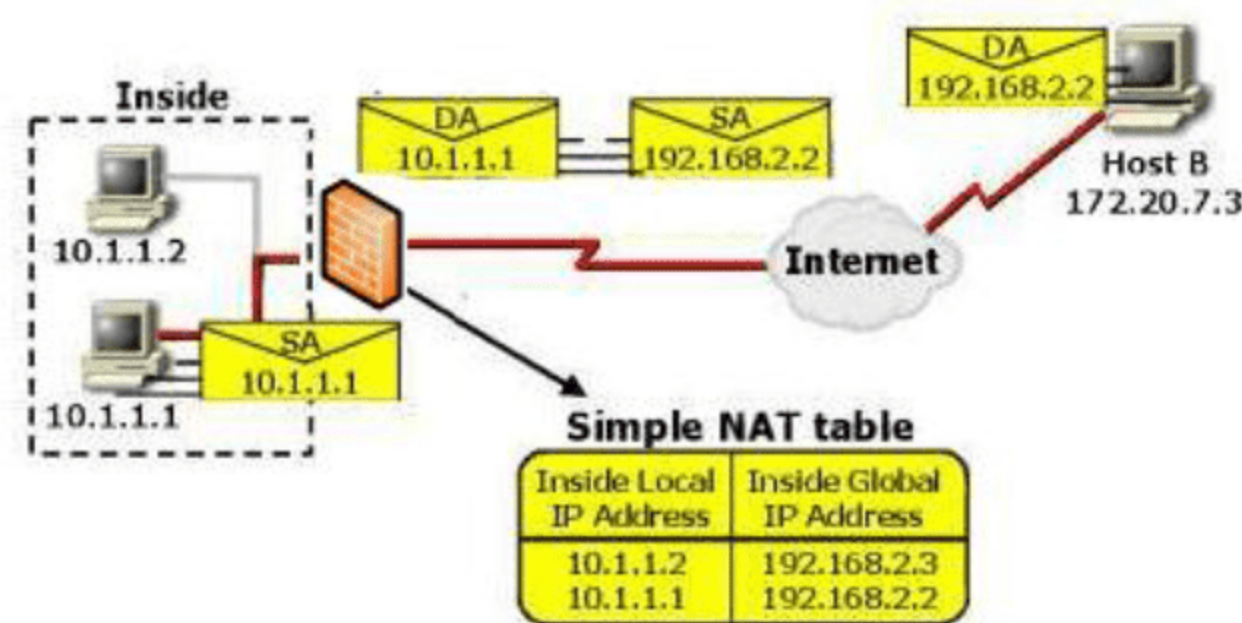 Inside
10.1.1.2
10.1.1.1
SA
10.1.1.1
DA
10.1.1.1
SA
192.168.2.2
DA
192.168.2.2
Host B
172.20.7.3
Internet
Simple NAT table
Inside Local IP Address
Inside Global IP Address
10.1.1.2 192.168.2.3
10.1.1.1 192.168.2.2